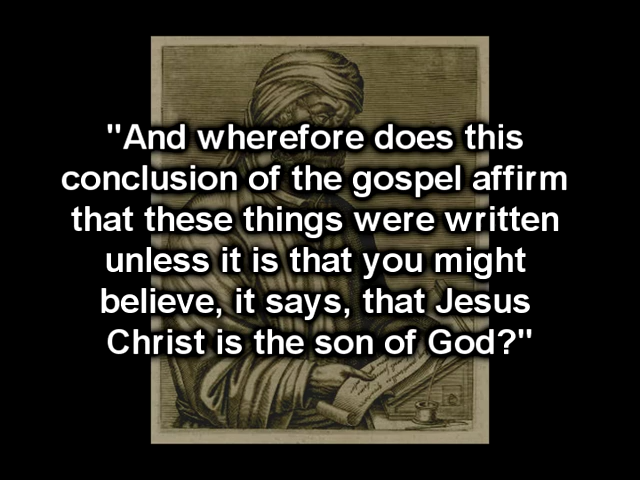 "And wherefore does this
conclusion of the gospel affirm
that these things were written
unless it is that you might
believe, it says, that Jesus
Christ is the son of God?"